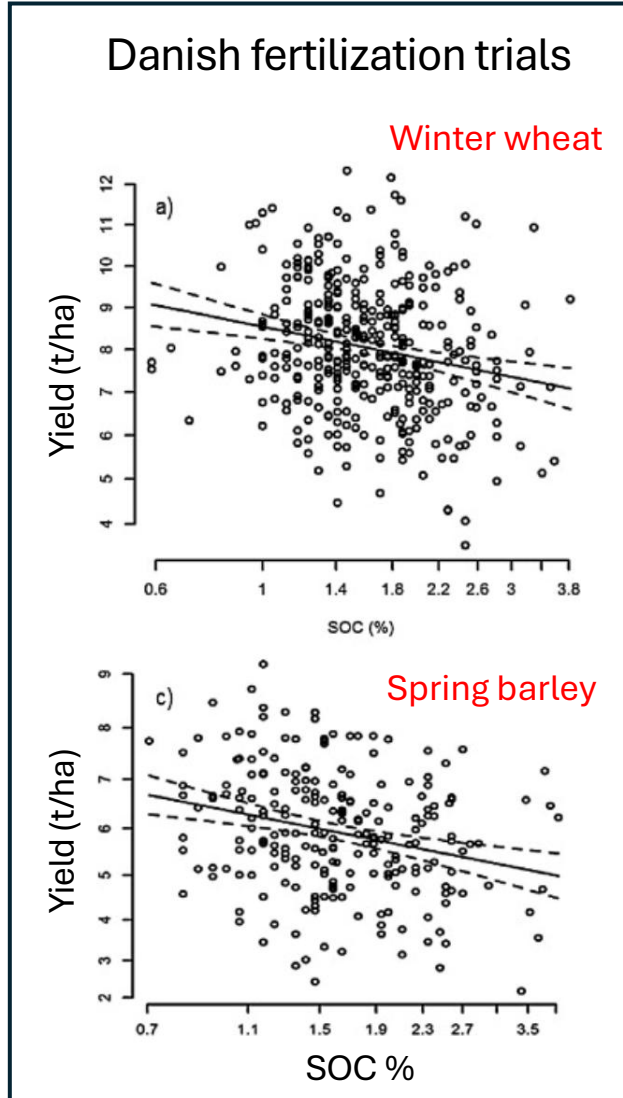 Danish fertilization trials
Winter wheat
a)
Yield (t/ha)
12
11
10
9
8
7
6
5
4
0.6 1 1.4 1.8 2.2 2.6 3 3.8
SOC (%)
Spring barley
c)
Yield (t/ha)
9
8
7
6
5
4
3
2
0.7 1.1 1.5 1.9 2.3 2.7 3.5
SOC %